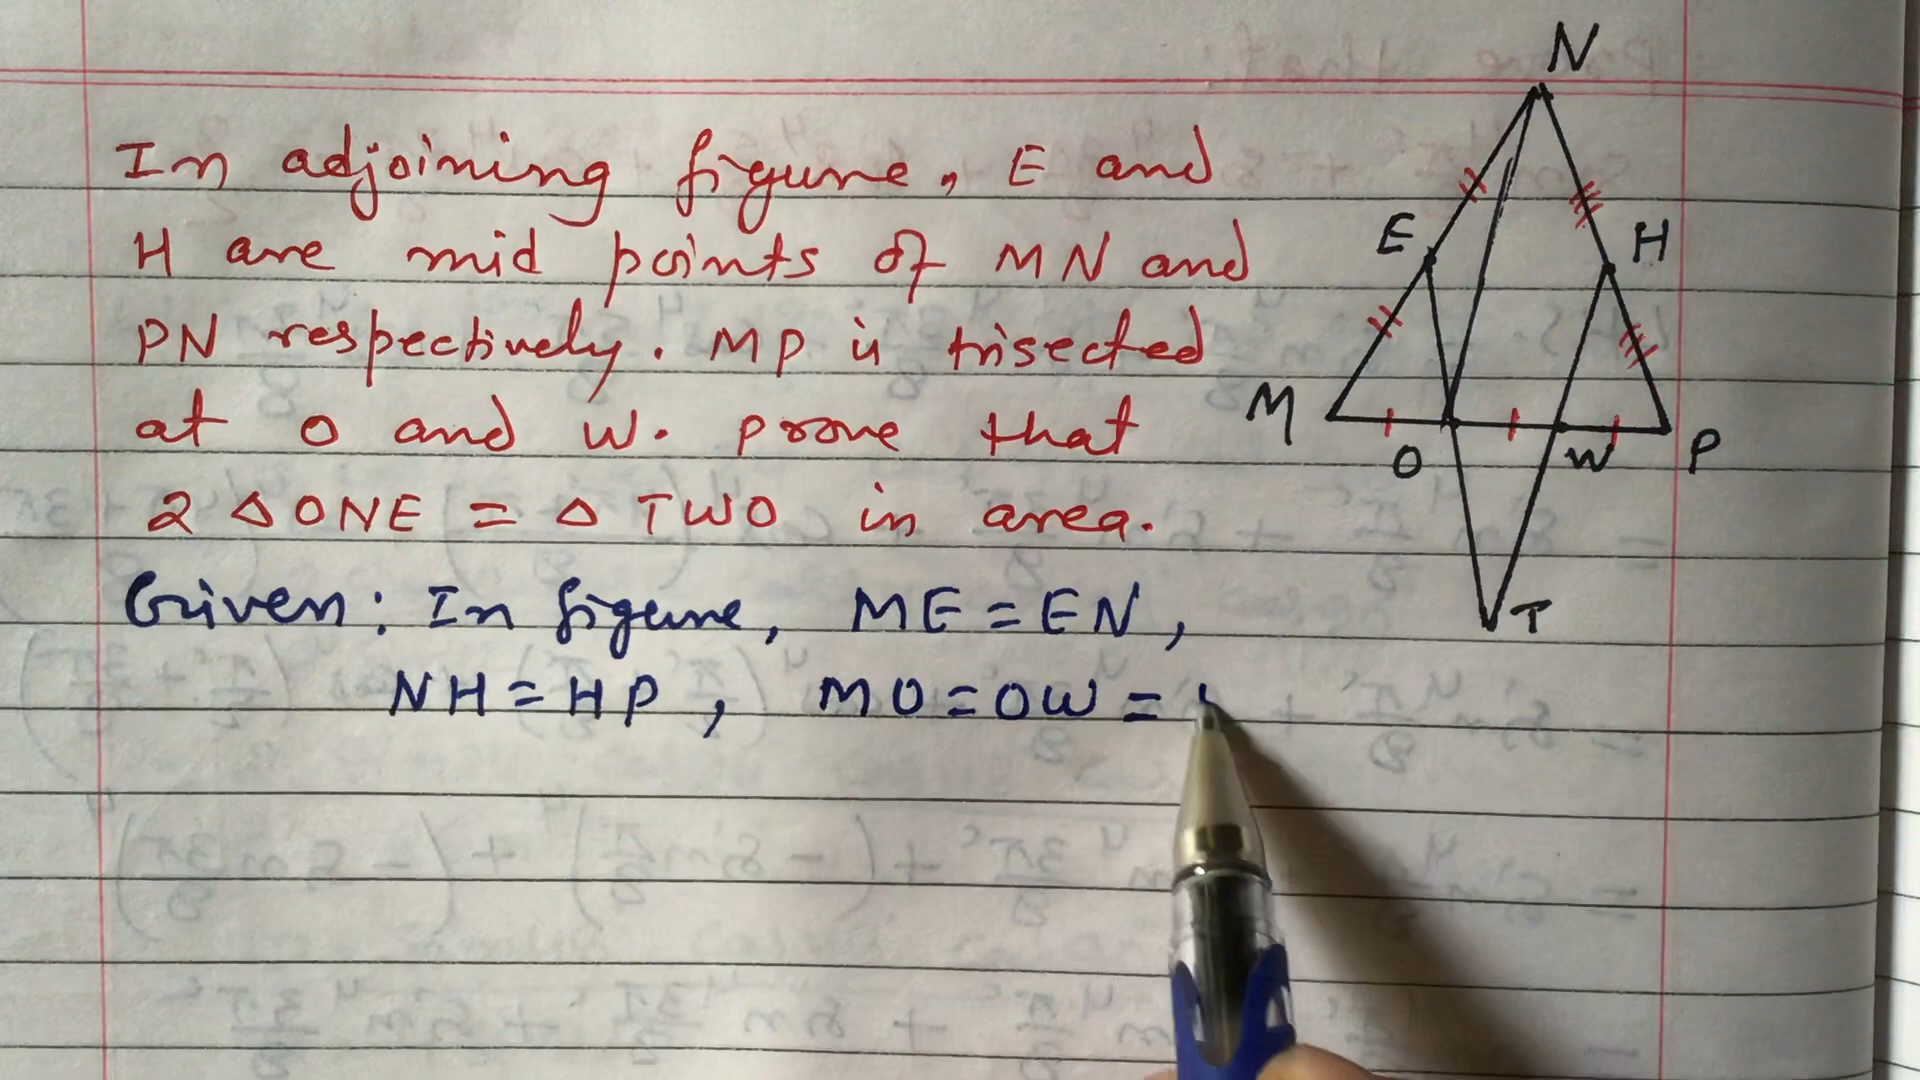 In adjoining figure, E and
H are mid points of MN and
PN respectively. MP is trisected
at O and W. prove that
2 △ ONE = △ TWO in area.
Given: In figure, ME = EN,
NH = HP, MO = OW =
N
E
H
M
O
W
P
T